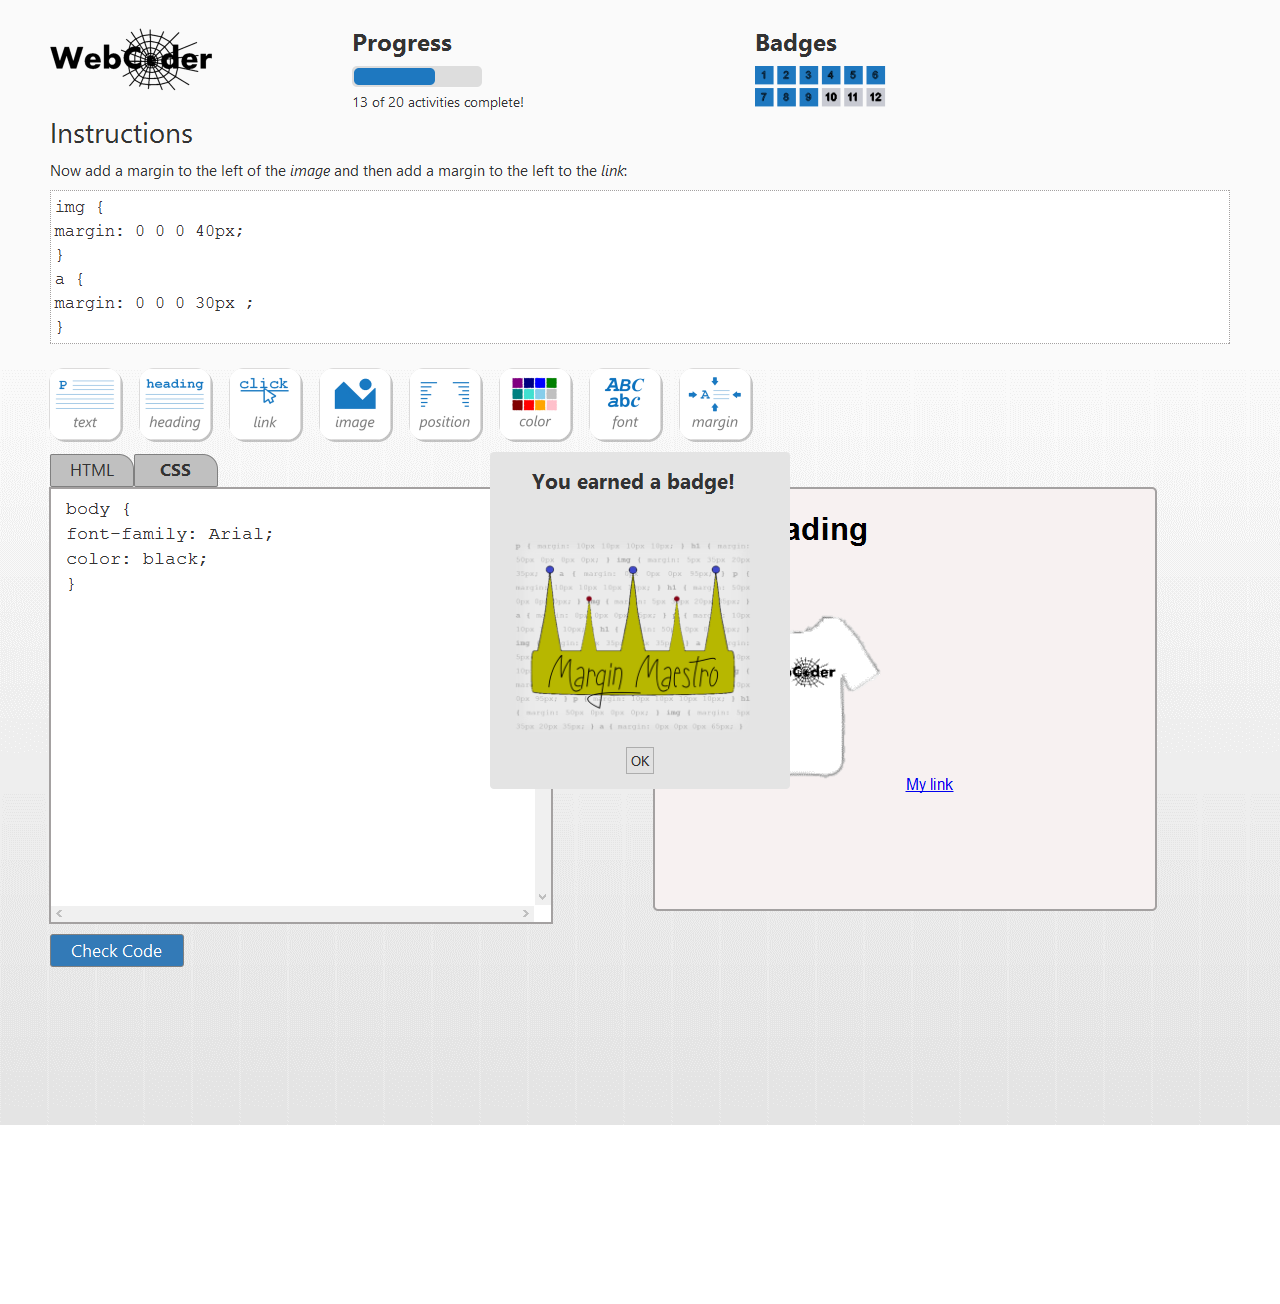 WebCoder
Progress
13 of 20 activities complete!
Badges
1 2 3 4 5 6
7 8 9 10 11 12
Instructions
Now add a margin to the left of the image and then add a margin to the left to the link:
img {
margin: 0 0 0 40px;
}
a {
margin: 0 0 0 30px ;
}
P
text
heading
heading
click
link
image
position
color
ABC
abc
font
A
margin
HTML
CSS
body {
font-family: Arial;
color: black;
}
You earned a badge!
Margin Maestro
OK
ading
Coder
My link
Check Code